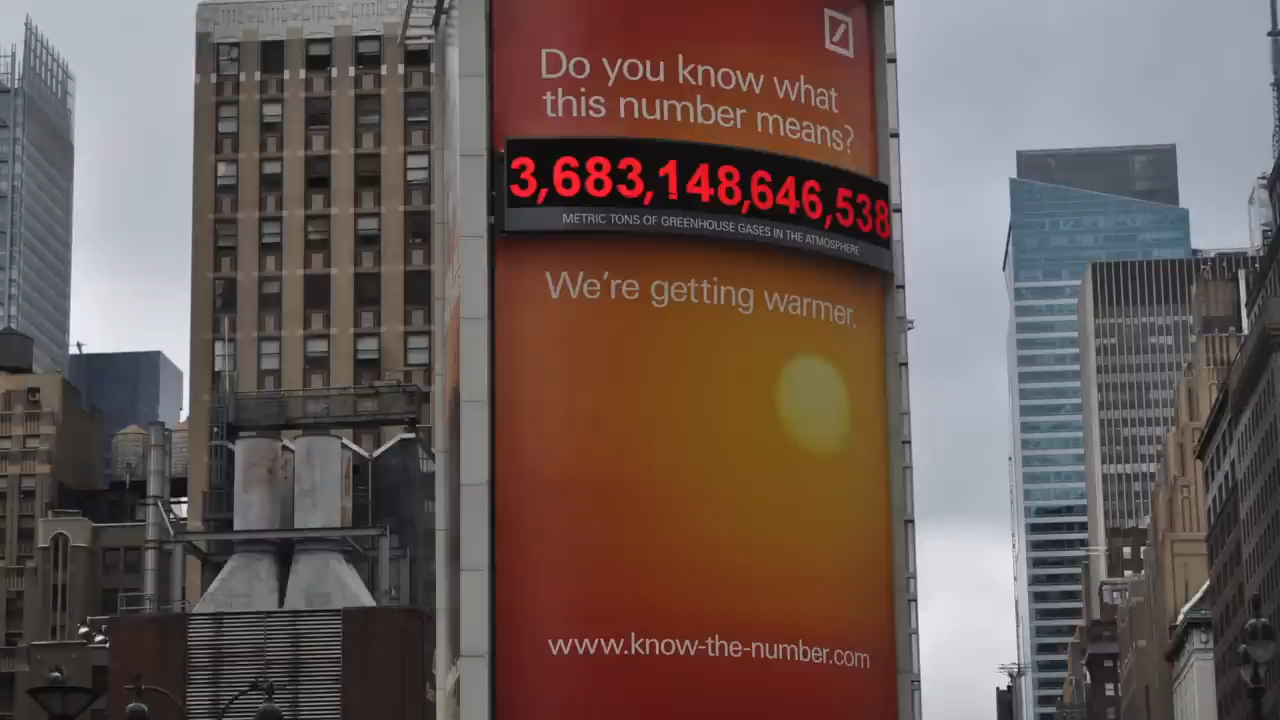 Do you know what
this number means?
3,683,148,646,538
METRIC TONS OF GREENHOUSE GASES IN THE ATMOSPHERE
We're getting warmer.
www.know-the-number.com